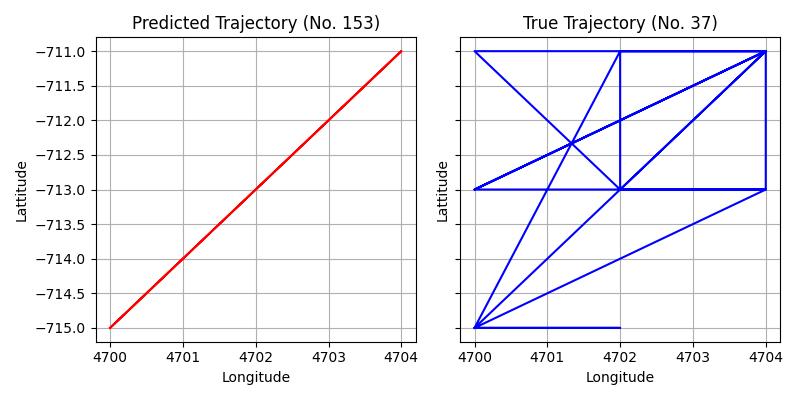 Predicted Trajectory (No. 153)
True Trajectory (No. 37)
Lattitude
−711.0
−711.5
−712.0
−712.5
−713.0
−713.5
−714.0
−714.5
−715.0
4700 4701 4702 4703 4704
Longitude
Lattitude
4700 4701 4702 4703 4704
Longitude